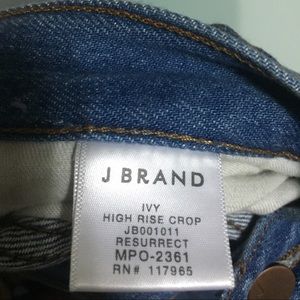 J BRAND
IVY
HIGH RISE CROP
JB001011
RESURRECT
MPO-2361
RN# 117965